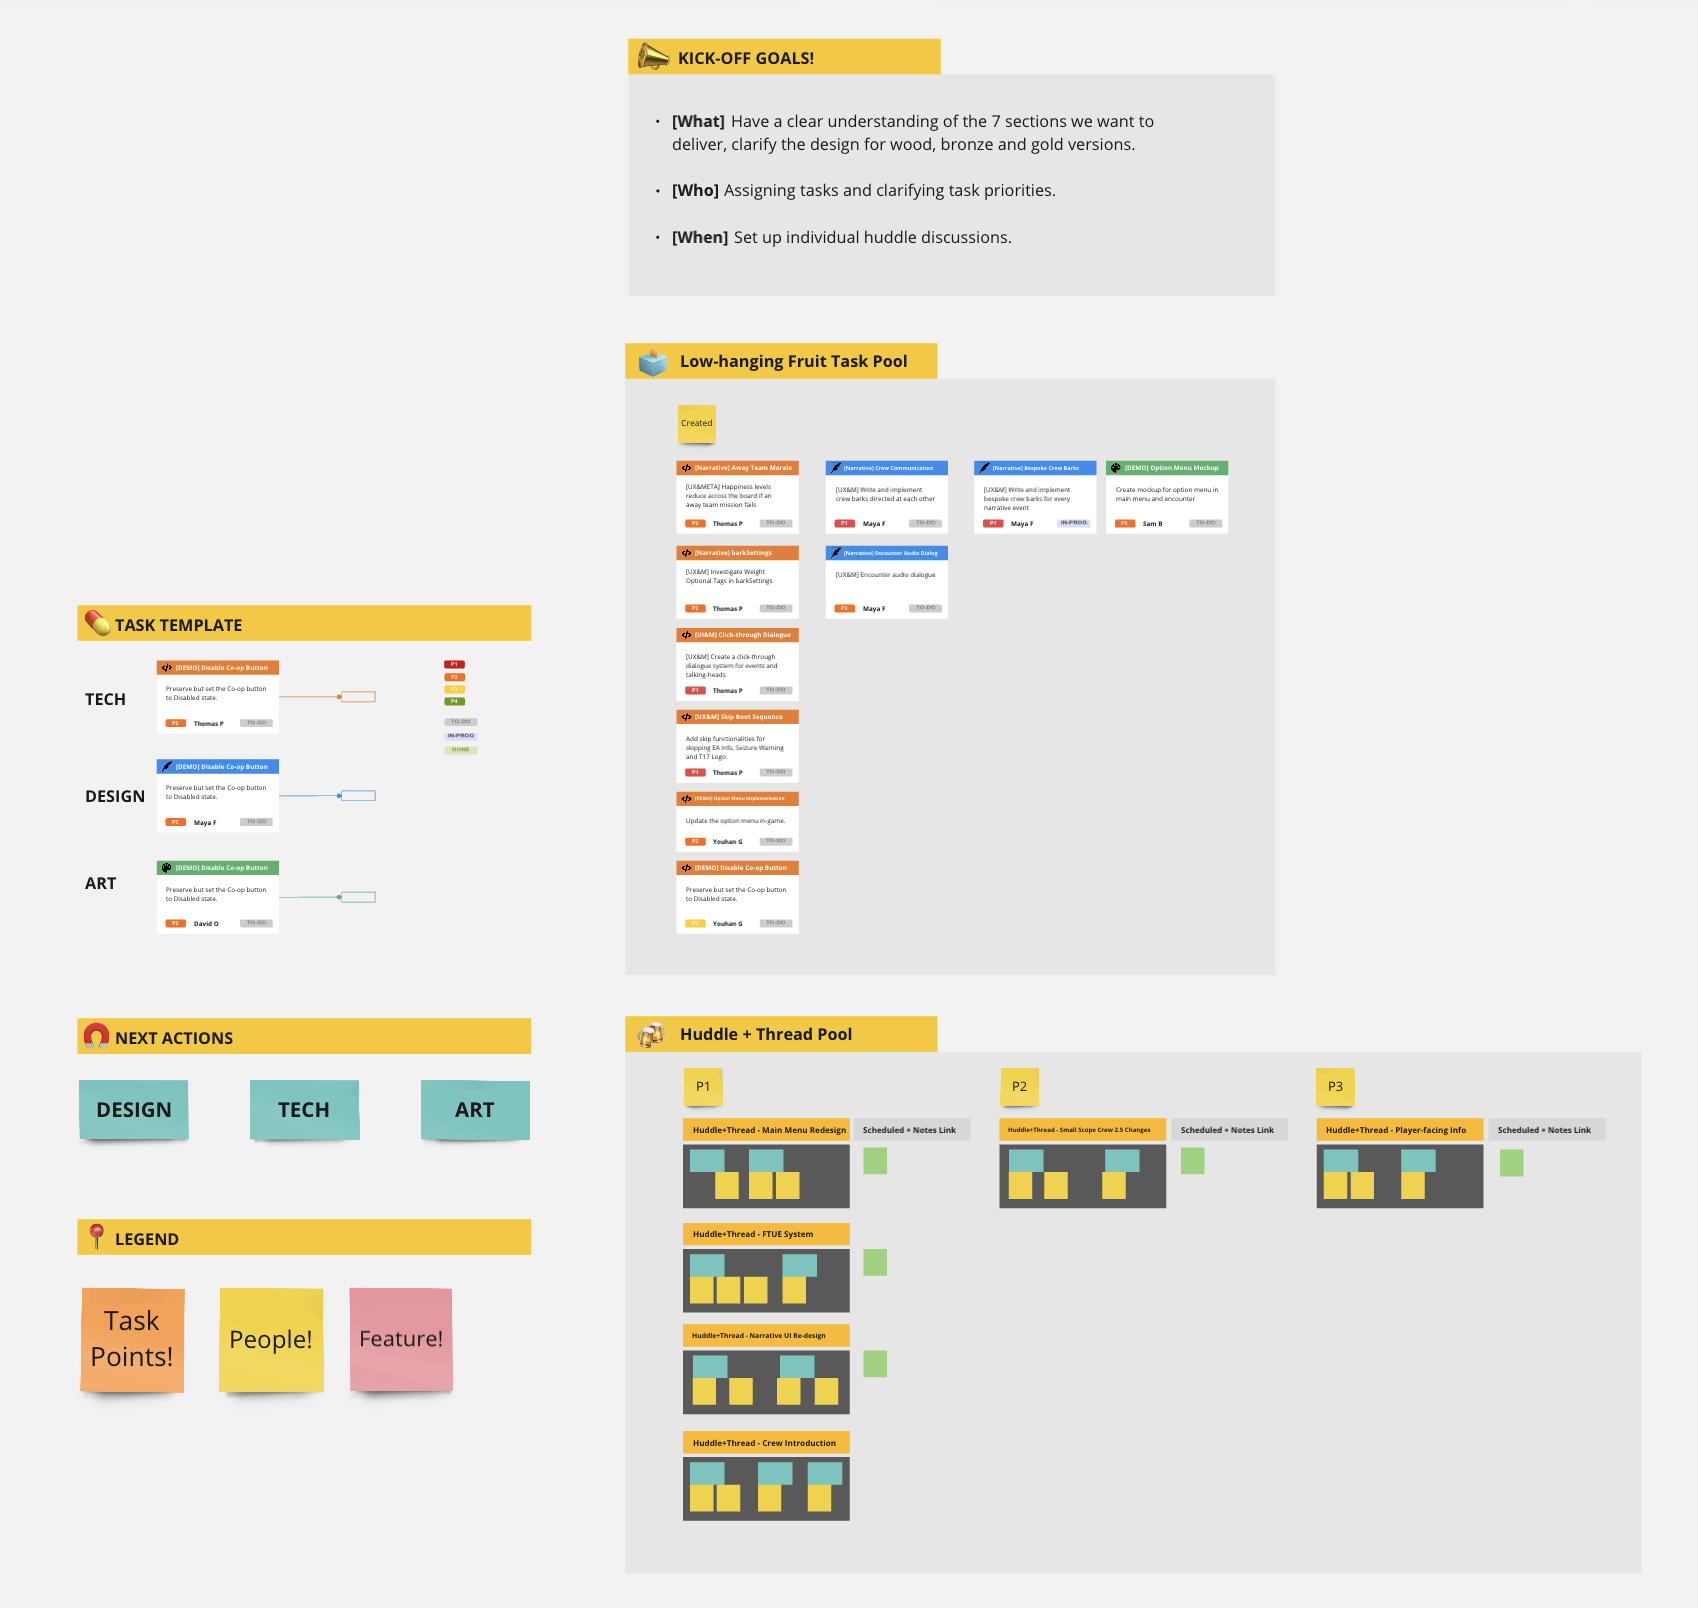 KICK-OFF GOALS!
• [What] Have a clear understanding of the 7 sections we want to
deliver, clarify the design for wood, bronze and gold versions.
• [Who] Assigning tasks and clarifying task priorities.
• [When] Set up individual huddle discussions.
Low-hanging Fruit Task Pool
Created
[Narrative] Away Team Morale
[UX&META] Happiness levels
reduce across the board if an
away team mission fails
P2 Thomas P TO-DO
[Narrative] Crew Communication
[UX&M] Write and implement
crew barks directed at each other
P1 Maya F TO-DO
[Narrative] Bespoke Crew Barks
[UX&M] Write and implement
bespoke crew barks for every
narrative event
P1 Maya F IN-PROG
[DEMO] Option Menu Mockup
Create mockup for option menu in
main menu and encounter
P2 Sam B TO-DO
[Narrative] barkSettings
[UX&M] Investigate Weight
Optional Tags in barkSettings
P2 Thomas P TO-DO
[Narrative] Encounter Audio Dialog
[UX&M] Encounter audio dialogue
P2 Maya F TO-DO
[UI&M] Click-through Dialogue
[UX&M] Create a click-through
dialogue system for events and
talking-heads
P1 Thomas P TO-DO
[UX&M] Skip Boot Sequence
Add skip functionalities for
skipping EA info, Seizure Warning
and T17 Logo.
P1 Thomas P TO-DO
[DEMO] Option Menu Implementation
Update the option menu in-game.
P2 Youhan G TO-DO
[DEMO] Disable Co-op Button
Preserve but set the Co-op button
to Disabled state.
P3 Youhan G TO-DO
TASK TEMPLATE
TECH
[DEMO] Disable Co-op Button
Preserve but set the Co-op button
to Disabled state.
P2 Thomas P TO-DO
P1
P2
P3
P4
TO-DO
IN-PROG
DONE
DESIGN
[DEMO] Disable Co-op Button
Preserve but set the Co-op button
to Disabled state.
P2 Maya F TO-DO
ART
[DEMO] Disable Co-op Button
Preserve but set the Co-op button
to Disabled state.
P2 David O TO-DO
NEXT ACTIONS
DESIGN
TECH
ART
LEGEND
Task
Points!
People!
Feature!
Huddle + Thread Pool
P1
Huddle+Thread - Main Menu Redesign
Scheduled + Notes Link
Huddle+Thread - FTUE System
Huddle+Thread - Narrative UI Re-design
Huddle+Thread - Crew Introduction
P2
Huddle+Thread - Small Scope Crew 2.5 Changes
Scheduled + Notes Link
P3
Huddle+Thread - Player-facing Info
Scheduled + Notes Link